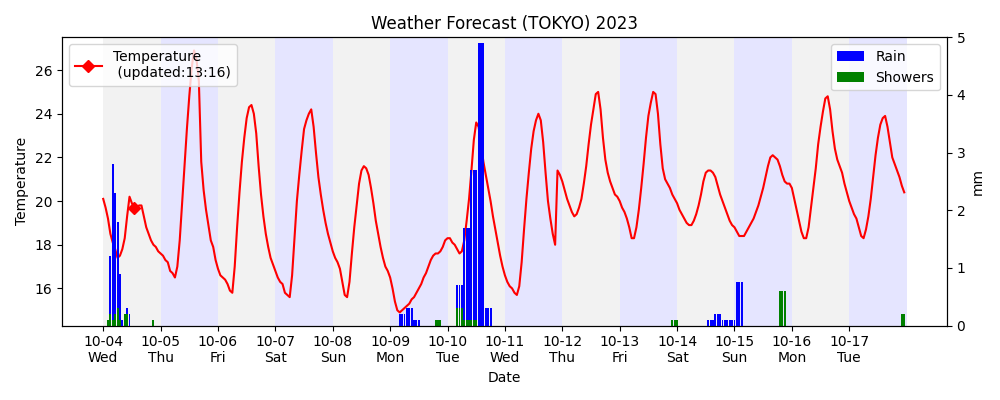 Weather Forecast (TOKYO) 2023
Temperature
(updated:13:16)
Rain
Showers
Temperature
26
24
22
20
18
16
5
4
3
2
1
0
mm
10-04 10-05 10-06 10-07 10-08 10-09 10-10 10-11 10-12 10-13 10-14 10-15 10-16 10-17
Wed Thu Fri Sat Sun Mon Tue Wed Thu Fri Sat Sun Mon Tue
Date